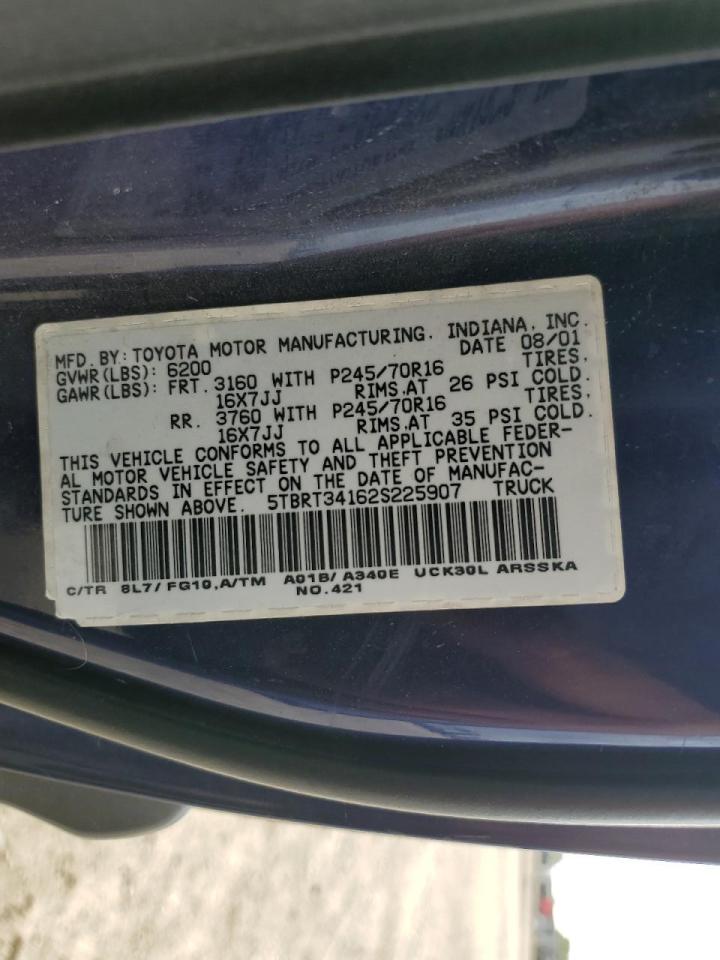 MFD. BY: TOYOTA MOTOR MANUFACTURING. INDIANA, INC.
GVWR(LBS): 6200 DATE 08/01
GAWR(LBS): FRT. 3160 WITH P245/70R16 TIRES,
16X7JJ RIMS,AT 26 PSI COLD.
RR. 3760 WITH P245/70R16 TIRES,
16X7JJ RIMS,AT 35 PSI COLD.
THIS VEHICLE CONFORMS TO ALL APPLICABLE FEDER-
AL MOTOR VEHICLE SAFETY AND THEFT PREVENTION
STANDARDS IN EFFECT ON THE DATE OF MANUFAC-
TURE SHOWN ABOVE. 5TBRT34162S225907 TRUCK
C/TR 8L7/ FG10,A/TM A01B/ A340E UCK30L ARSSKA
NO.421